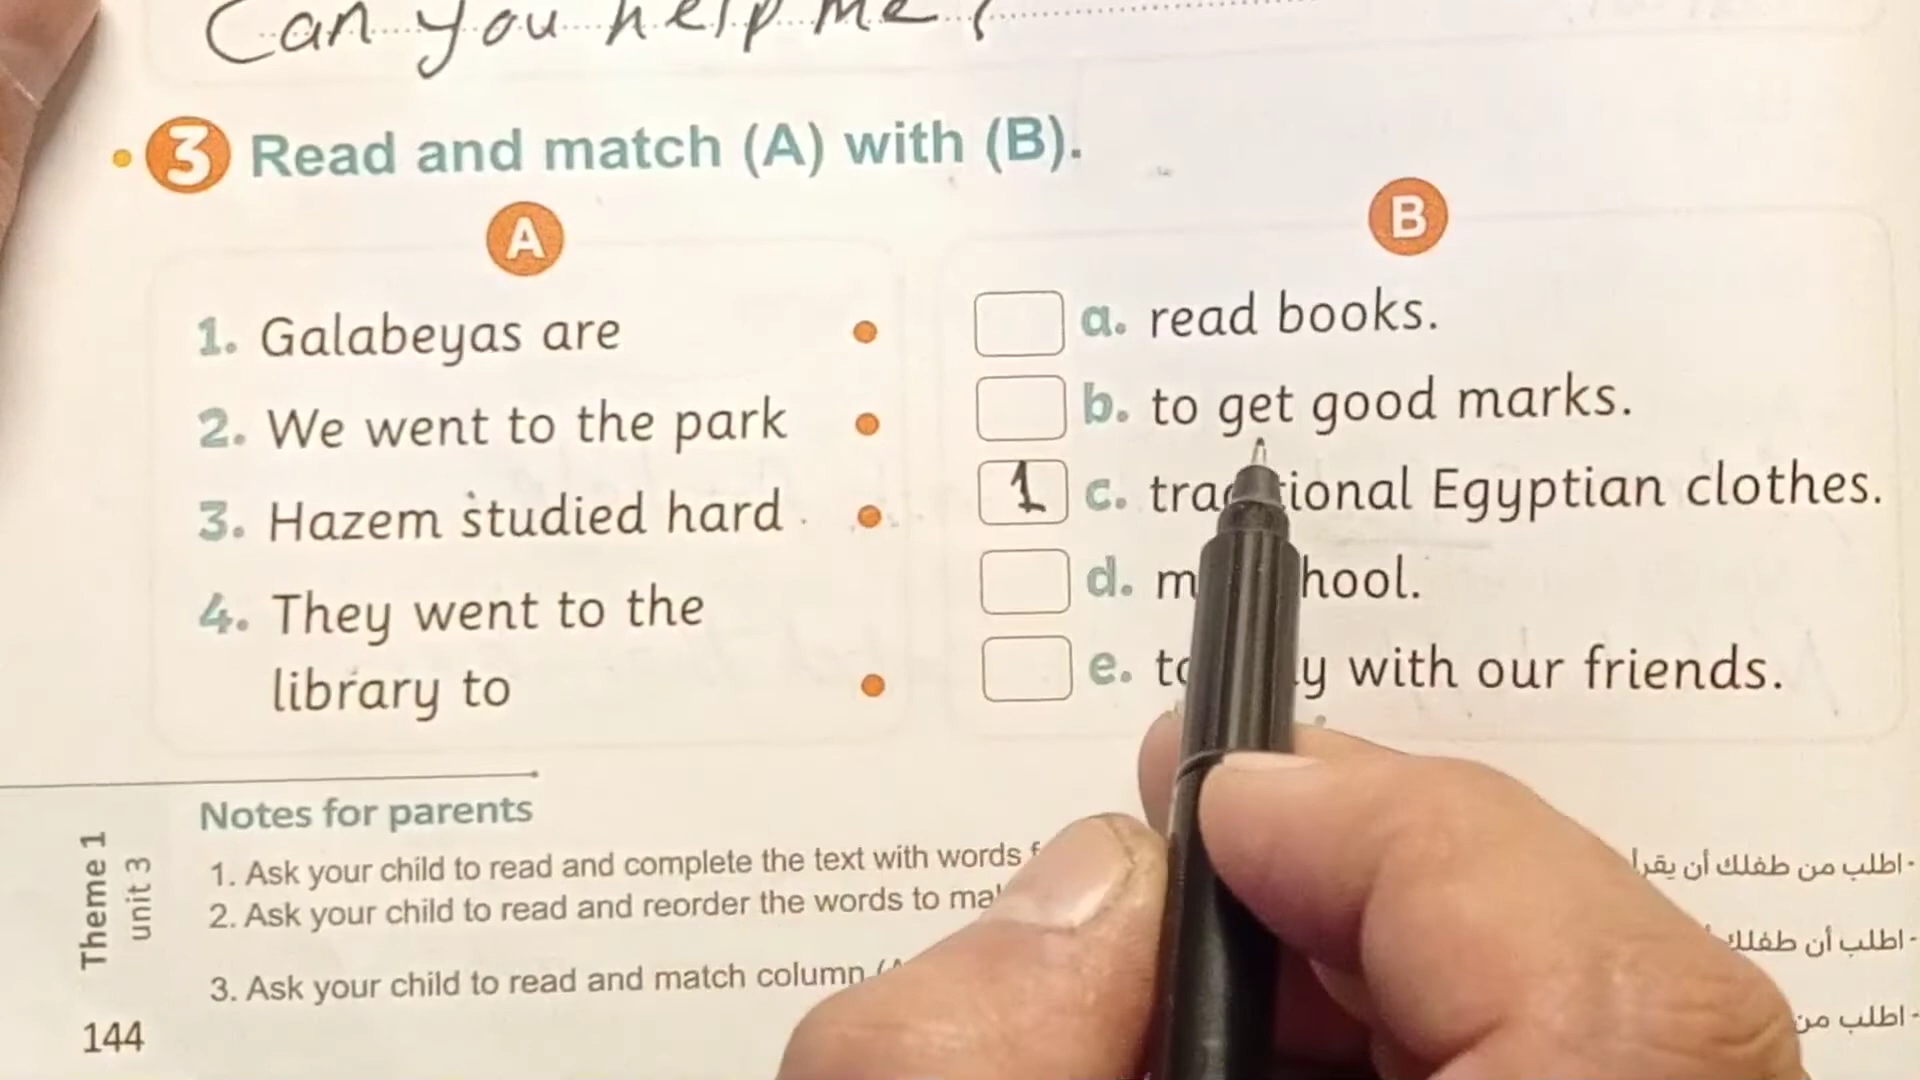 Can you help me?
3 Read and match (A) with (B).
A
B
1. Galabeyas are
a. read books.
2. We went to the park
b. to get good marks.
3. Hazem studied hard
1 c. traditional Egyptian clothes.
4. They went to the
library to
d. hool.
e. y with our friends.
Notes for parents
1. Ask your child to read and complete the text with words
2. Ask your child to read and reorder the words to
3. Ask your child to read and match column
- اطلب من طفلك أن يقرأ
- اطلب أن طفلك
- اطلب من
Theme 1
unit 3
144